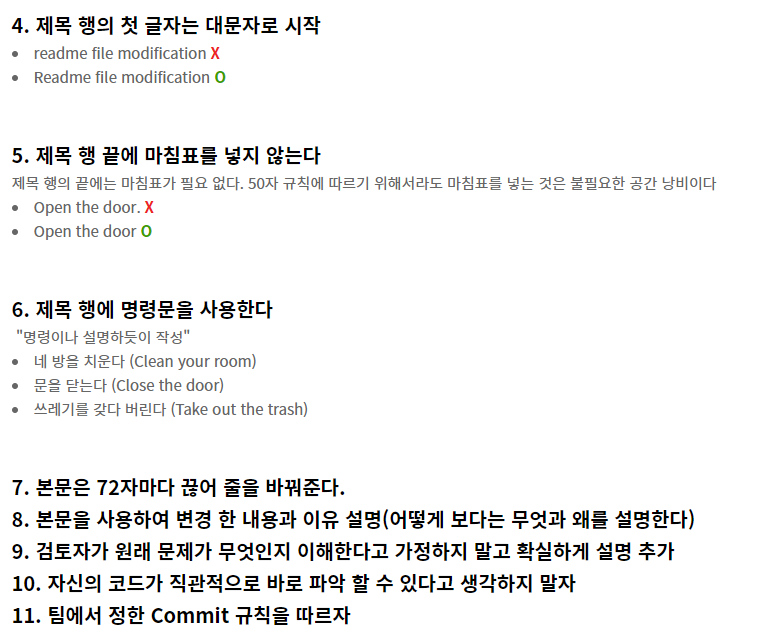 4. 제목 행의 첫 글자는 대문자로 시작
• readme file modification X
• Readme file modification O
5. 제목 행 끝에 마침표를 넣지 않는다
제목 행의 끝에는 마침표가 필요 없다. 50자 규칙에 따르기 위해서라도 마침표를 넣는 것은 불필요한 공간 낭비이다
• Open the door. X
• Open the door O
6. 제목 행에 명령문을 사용한다
"명령이나 설명하듯이 작성"
• 네 방을 치운다 (Clean your room)
• 문을 닫는다 (Close the door)
• 쓰레기를 갖다 버린다 (Take out the trash)
7. 본문은 72자마다 끊어 줄을 바꿔준다.
8. 본문을 사용하여 변경 한 내용과 이유 설명(어떻게 보다는 무엇과 왜를 설명한다)
9. 검토자가 원래 문제가 무엇인지 이해한다고 가정하지 말고 확실하게 설명 추가
10. 자신의 코드가 직관적으로 바로 파악 할 수 있다고 생각하지 말자
11. 팀에서 정한 Commit 규칙을 따르자